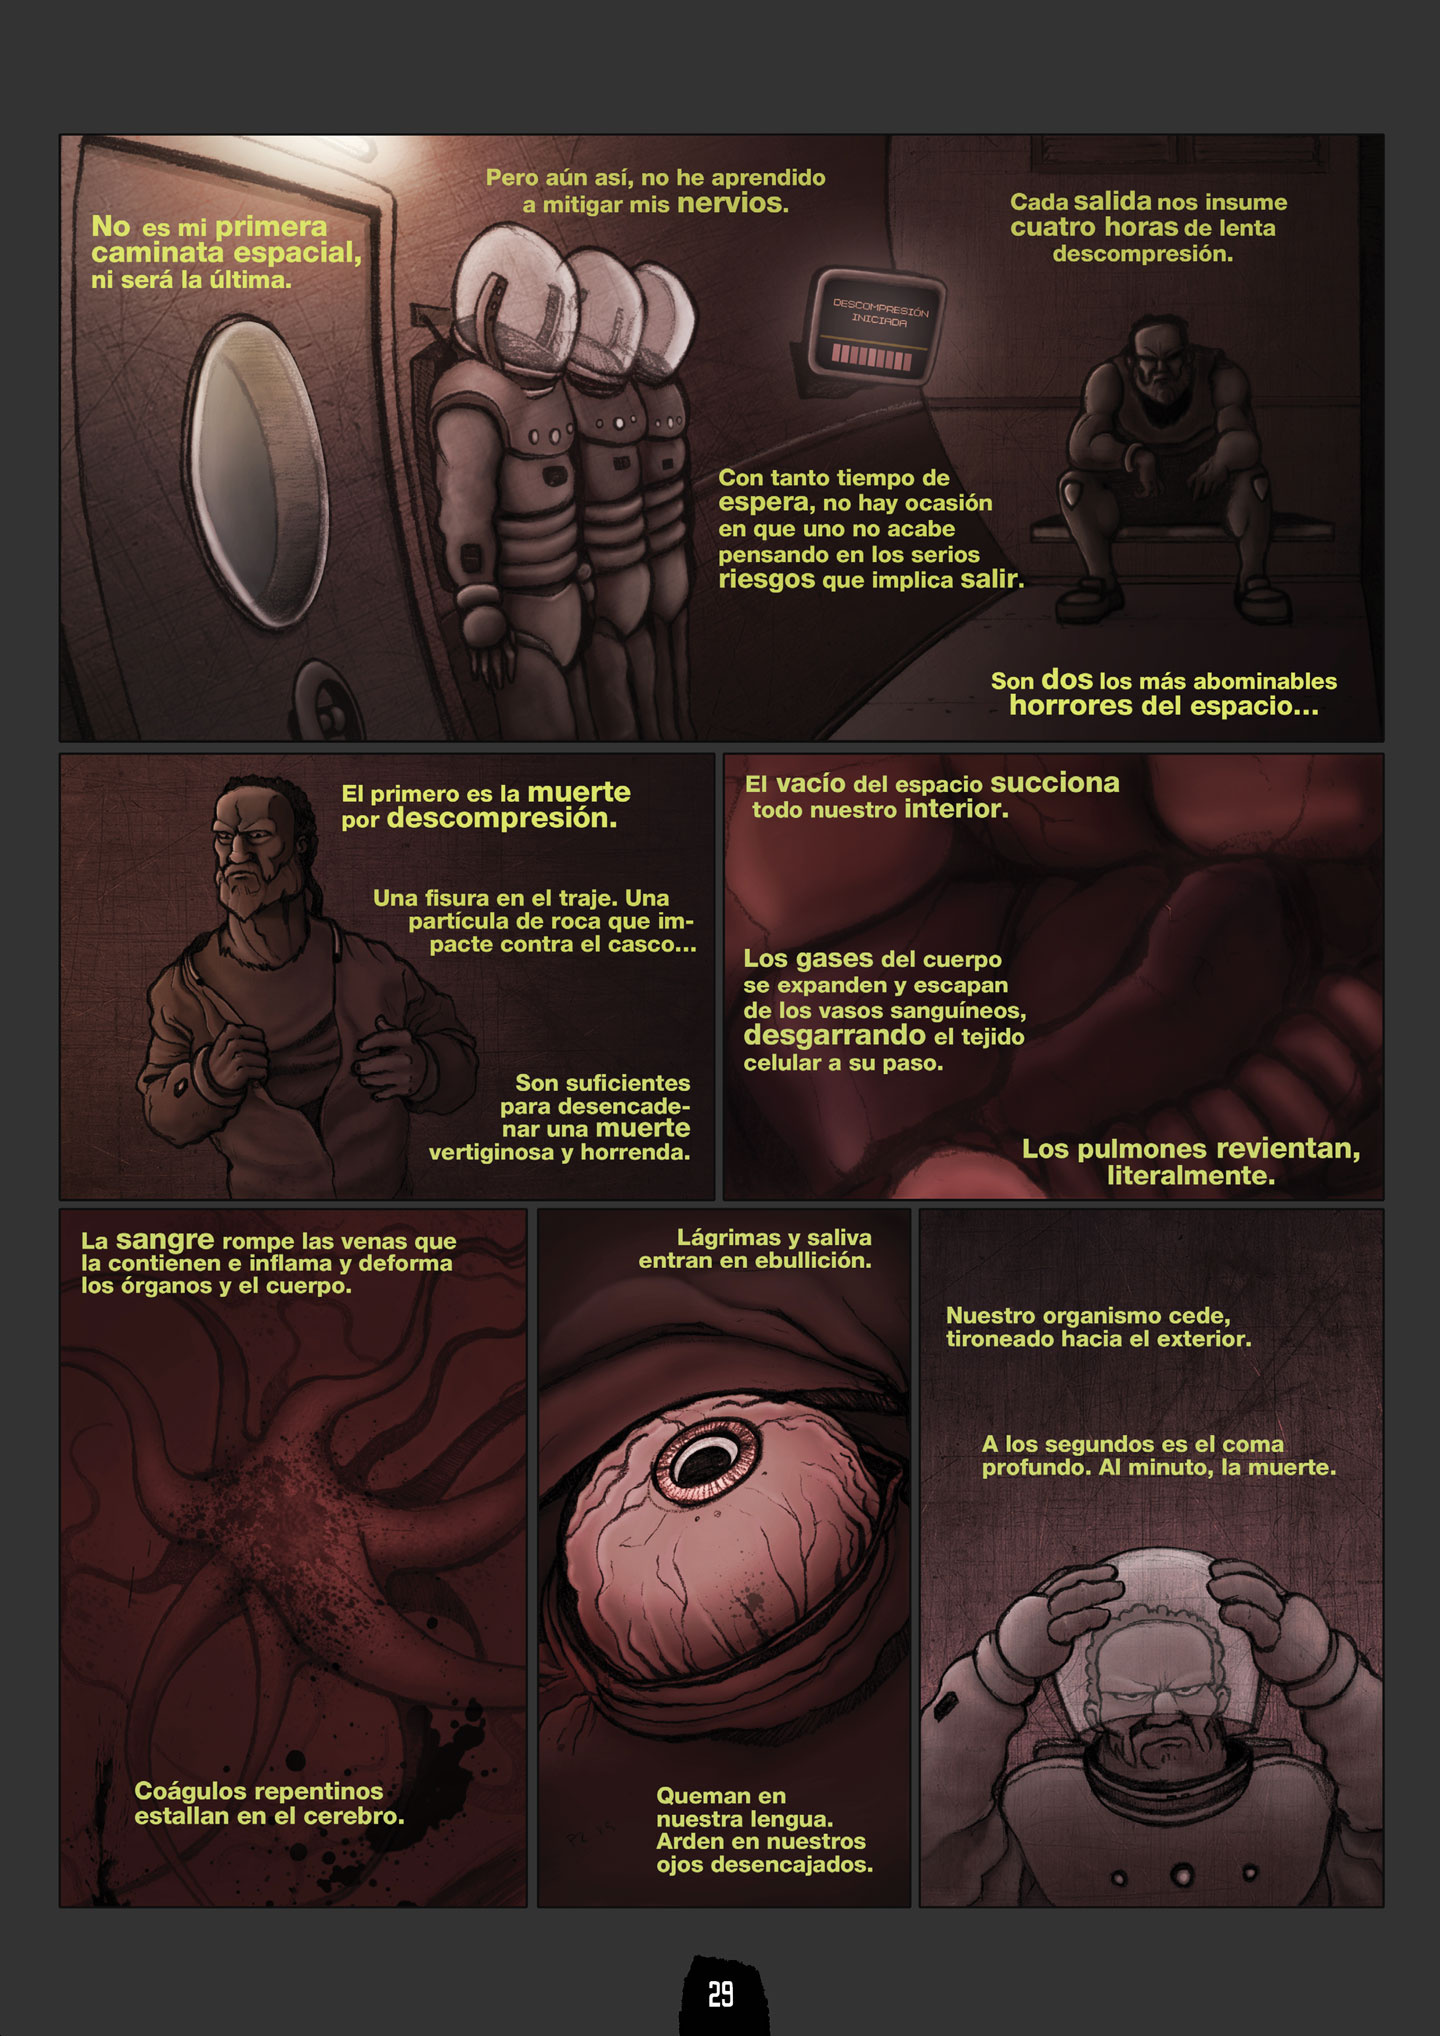 No es mi primera
caminata espacial,
ni será la última.
Pero aún así, no he aprendido
a mitigar mis nervios.
Cada salida nos insume
cuatro horas de lenta
descompresión.
DESCOMPRESIÓN
INICIADA
Con tanto tiempo de
espera, no hay ocasión
en que uno no acabe
pensando en los serios
riesgos que implica salir.
Son dos los más abominables
horrores del espacio...
El primero es la muerte
por descompresión.
Una fisura en el traje. Una
partícula de roca que im-
pacte contra el casco...
Son suficientes
para desencade-
nar una muerte
vertiginosa y horrenda.
El vacío del espacio succiona
todo nuestro interior.
Los gases del cuerpo
se expanden y escapan
de los vasos sanguíneos,
desgarrando el tejido
celular a su paso.
Los pulmones revientan,
literalmente.
La sangre rompe las venas que
la contienen e inflama y deforma
los órganos y el cuerpo.
Coágulos repentinos
estallan en el cerebro.
Lágrimas y saliva
entran en ebullición.
Queman en
nuestra lengua.
Arden en nuestros
ojos desencajados.
Nuestro organismo cede,
tironeado hacia el exterior.
A los segundos es el coma
profundo. Al minuto, la muerte.
29